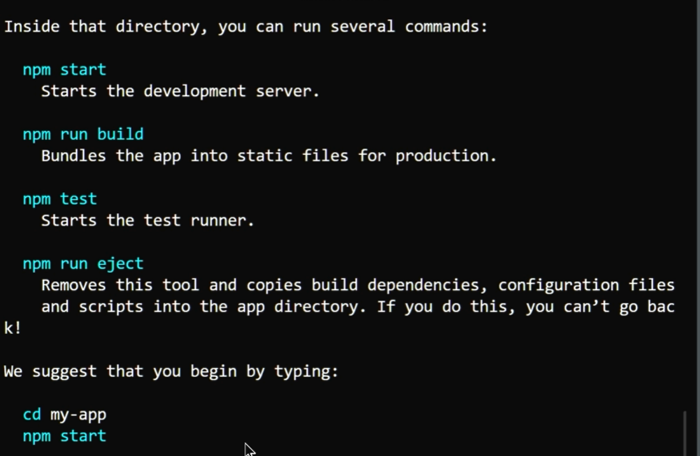 Inside that directory, you can run several commands:
npm start
Starts the development server.
npm run build
Bundles the app into static files for production.
npm test
Starts the test runner.
npm run eject
Removes this tool and copies build dependencies, configuration files
and scripts into the app directory. If you do this, you can’t go bac
k!
We suggest that you begin by typing:
cd my-app
npm start